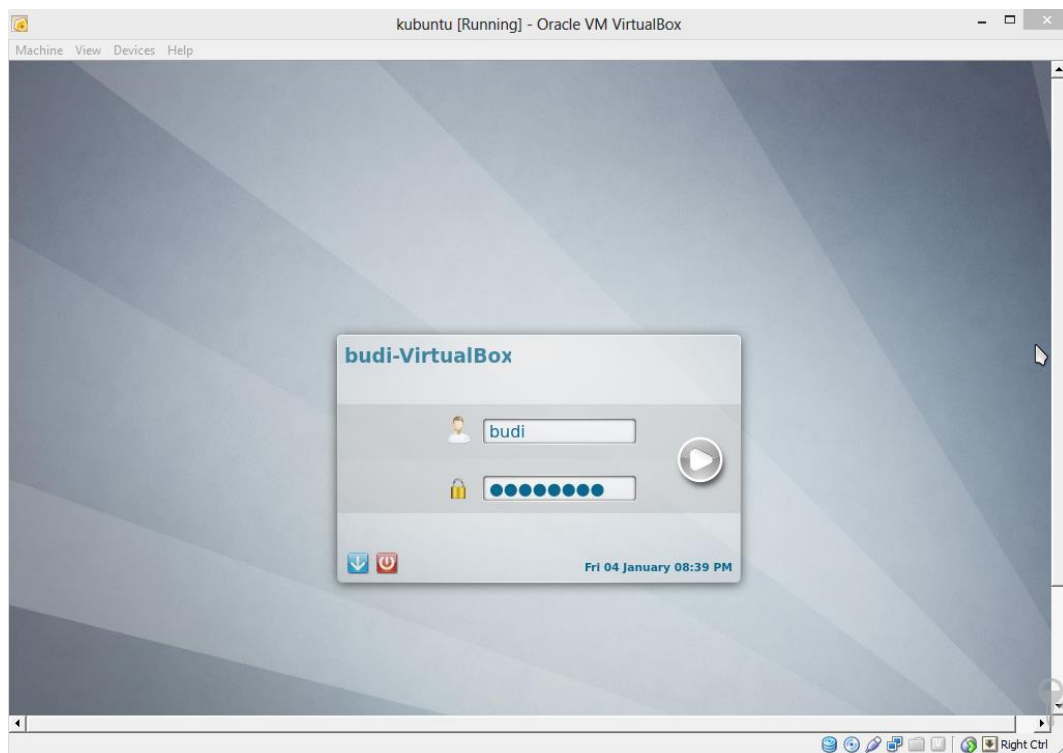 kubuntu [Running] - Oracle VM VirtualBox
Machine View Devices Help
budi-VirtualBox
budi
Fri 04 January 08:39 PM
Right Ctrl